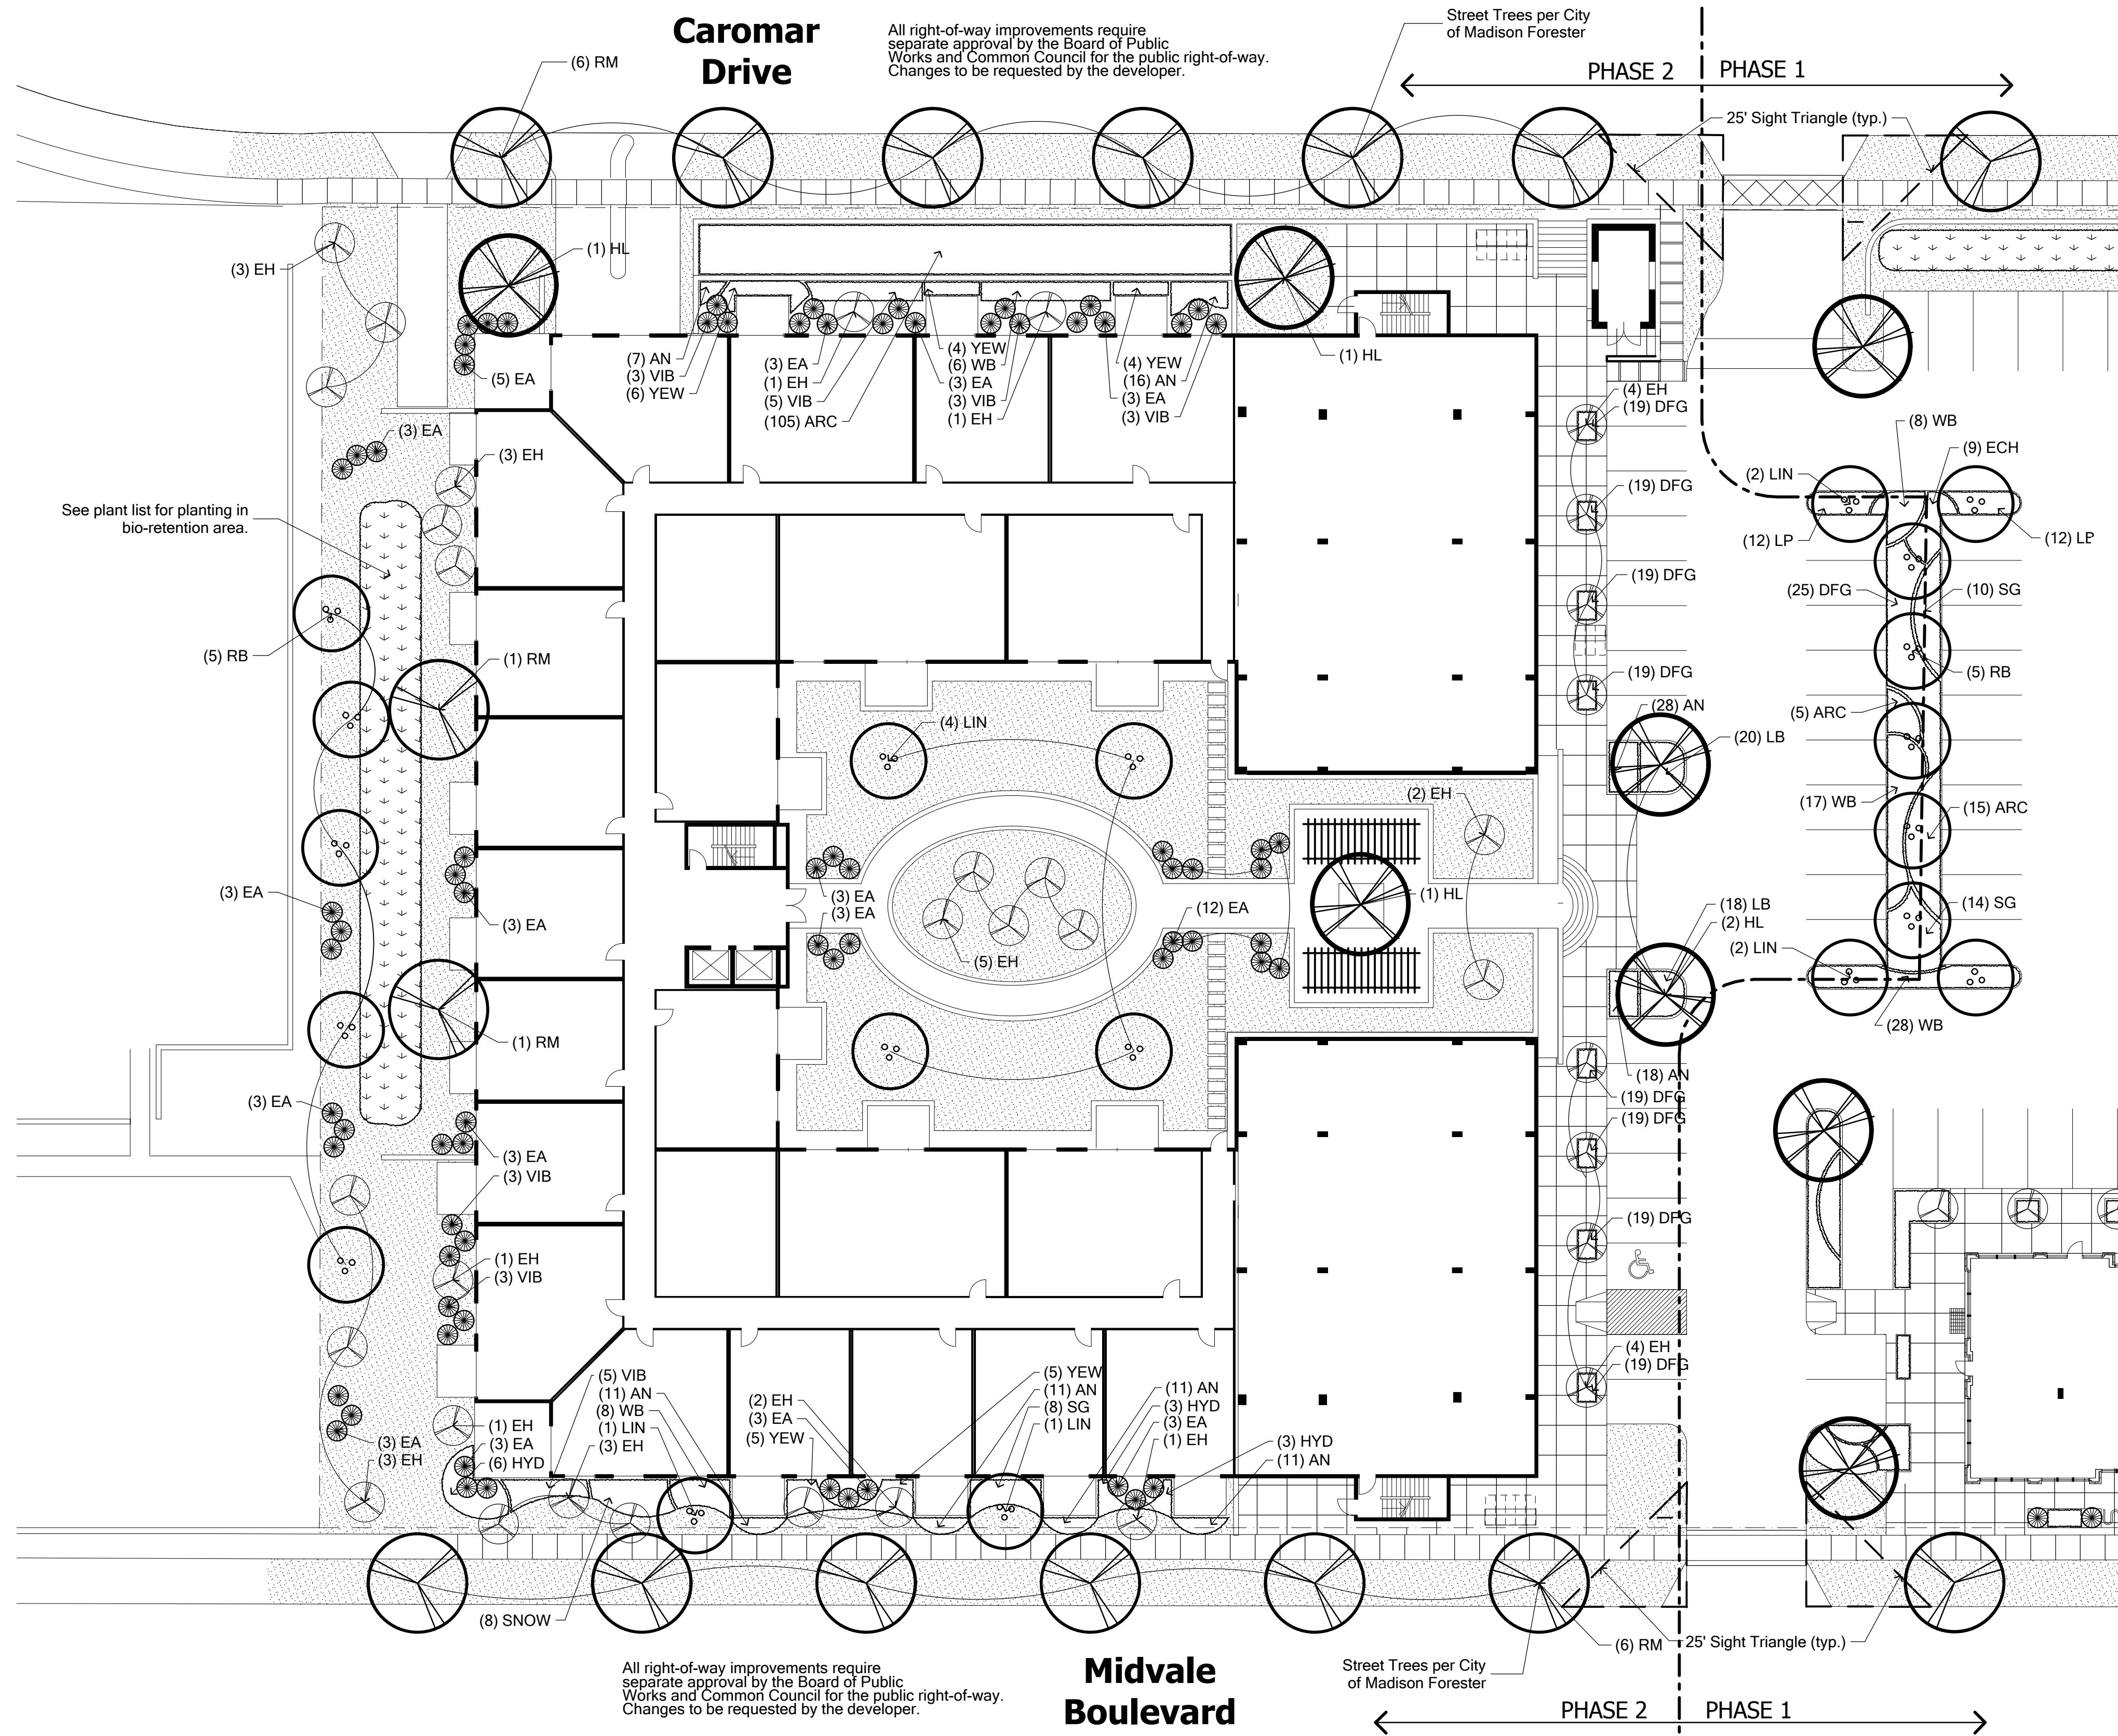 Caromar
Drive
All right-of-way improvements require
separate approval by the Board of Public
Works and Common Council for the public right-of-way.
Changes to be requested by the developer.
Street Trees per City
of Madison Forester
PHASE 2
PHASE 1
(6) RM
25' Sight Triangle (typ.)
(3) EH
(1) HL
(5) EA
(7) AN
(3) VIB
(6) YEW
(3) EA
(1) EH
(5) VIB
(105) ARC
(4) YEW
(6) WB
(3) EA
(3) VIB
(1) EH
(4) YEW
(16) AN
(3) EA
(3) VIB
(1) HL
(4) EH
(19) DFG
(3) EA
(3) EH
(8) WB
(9) ECH
(2) LIN
(19) DFG
See plant list for planting in
bio-retention area.
(12) LP
(12) LP
(19) DFG
(25) DFG
(10) SG
(5) RB
(1) RM
(19) DFG
(5) RB
(28) AN
(5) ARC
(4) LIN
(20) LB
(2) EH
(17) WB
(15) ARC
(3) EA
(3) EA
(3) EA
(3) EA
(12) EA
(1) HL
(18) LB
(2) HL
(14) SG
(2) LIN
(5) EH
(28) WB
(1) RM
(18) AN
(19) DFG
(19) DFG
(3) EA
(3) EA
(3) VIB
(19) DFG
(1) EH
(3) VIB
(4) EH
(19) DFG
(5) VIB
(11) AN
(8) WB
(1) LIN
(3) EH
(2) EH
(3) EA
(5) YEW
(5) YEW
(11) AN
(8) SG
(1) LIN
(11) AN
(3) HYD
(3) EA
(1) EH
(3) HYD
(11) AN
(1) EH
(3) EA
(6) HYD
(3) EA
(3) EH
(8) SNOW
(6) RM
25' Sight Triangle (typ.)
All right-of-way improvements require
separate approval by the Board of Public
Works and Common Council for the public right-of-way.
Changes to be requested by the developer.
Midvale
Boulevard
Street Trees per City
of Madison Forester
PHASE 2
PHASE 1